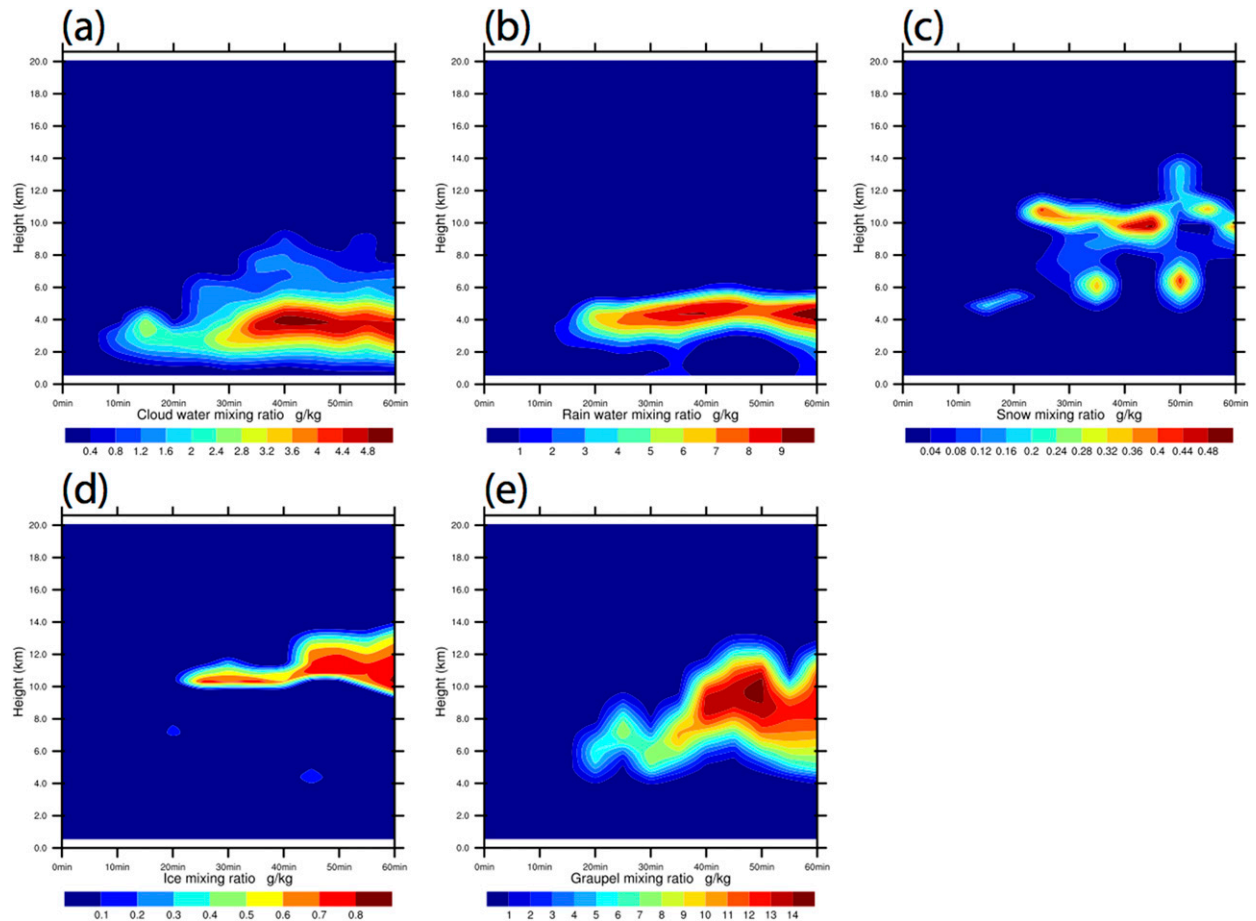 (a)
(b)
(c)
20.0
18.0
16.0
14.0
12.0
10.0
8.0
6.0
4.0
2.0
0.0
Height (km)
0min 10min 20min 30min 40min 50min 60min
Cloud water mixing ratio g/kg
0.4 0.8 1.2 1.6 2 2.4 2.8 3.2 3.6 4 4.4 4.8
20.0
18.0
16.0
14.0
12.0
10.0
8.0
6.0
4.0
2.0
0.0
Height (km)
0min 10min 20min 30min 40min 50min 60min
Rain water mixing ratio g/kg
1 2 3 4 5 6 7 8 9
20.0
18.0
16.0
14.0
12.0
10.0
8.0
6.0
4.0
2.0
0.0
Height (km)
0min 10min 20min 30min 40min 50min 60min
Snow mixing ratio g/kg
0.04 0.08 0.12 0.16 0.2 0.24 0.28 0.32 0.36 0.4 0.44 0.48
(d)
(e)
20.0
18.0
16.0
14.0
12.0
10.0
8.0
6.0
4.0
2.0
0.0
Height (km)
0min 10min 20min 30min 40min 50min 60min
Ice mixing ratio g/kg
0.1 0.2 0.3 0.4 0.5 0.6 0.7 0.8
20.0
18.0
16.0
14.0
12.0
10.0
8.0
6.0
4.0
2.0
0.0
Height (km)
0min 10min 20min 30min 40min 50min 60min
Graupel mixing ratio g/kg
1 2 3 4 5 6 7 8 9 10 11 12 13 14